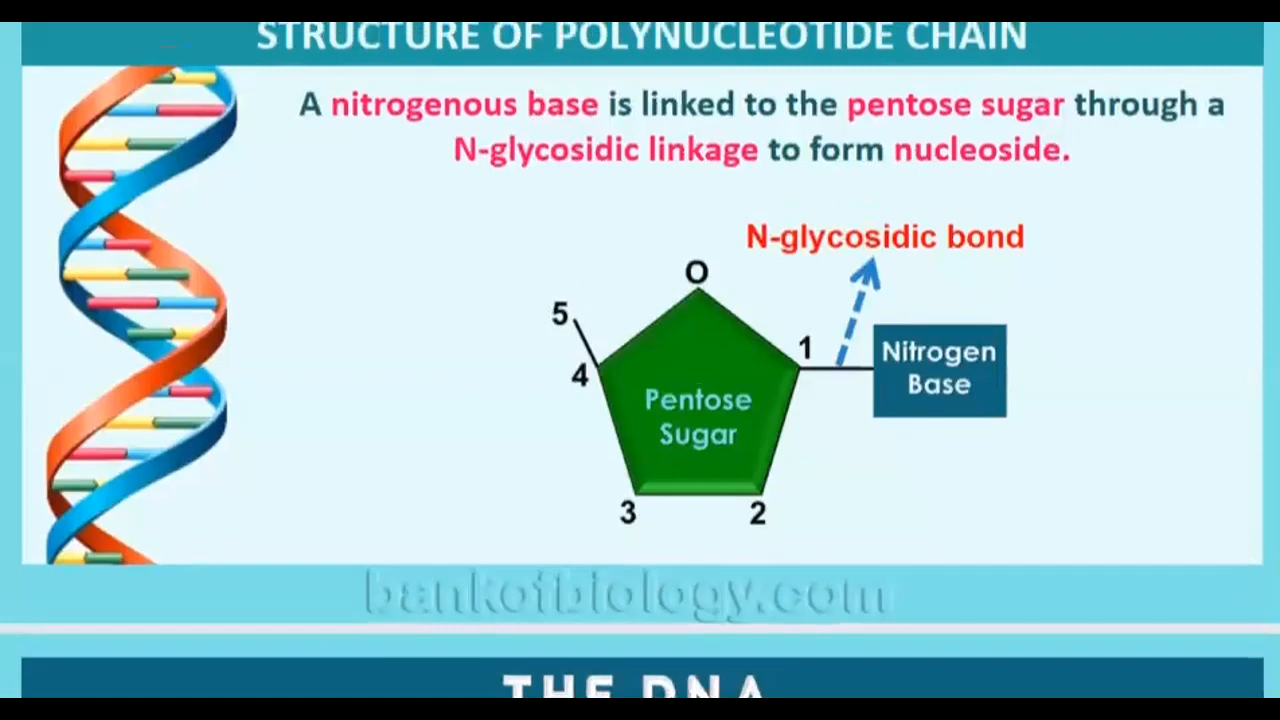 STRUCTURE OF POLYNUCLEOTIDE CHAIN
A nitrogenous base is linked to the pentose sugar through a
N-glycosidic linkage to form nucleoside.
N-glycosidic bond
O
5
1
4
Nitrogen
Base
Pentose
Sugar
3
2
bankofbiology.com
THE DNA